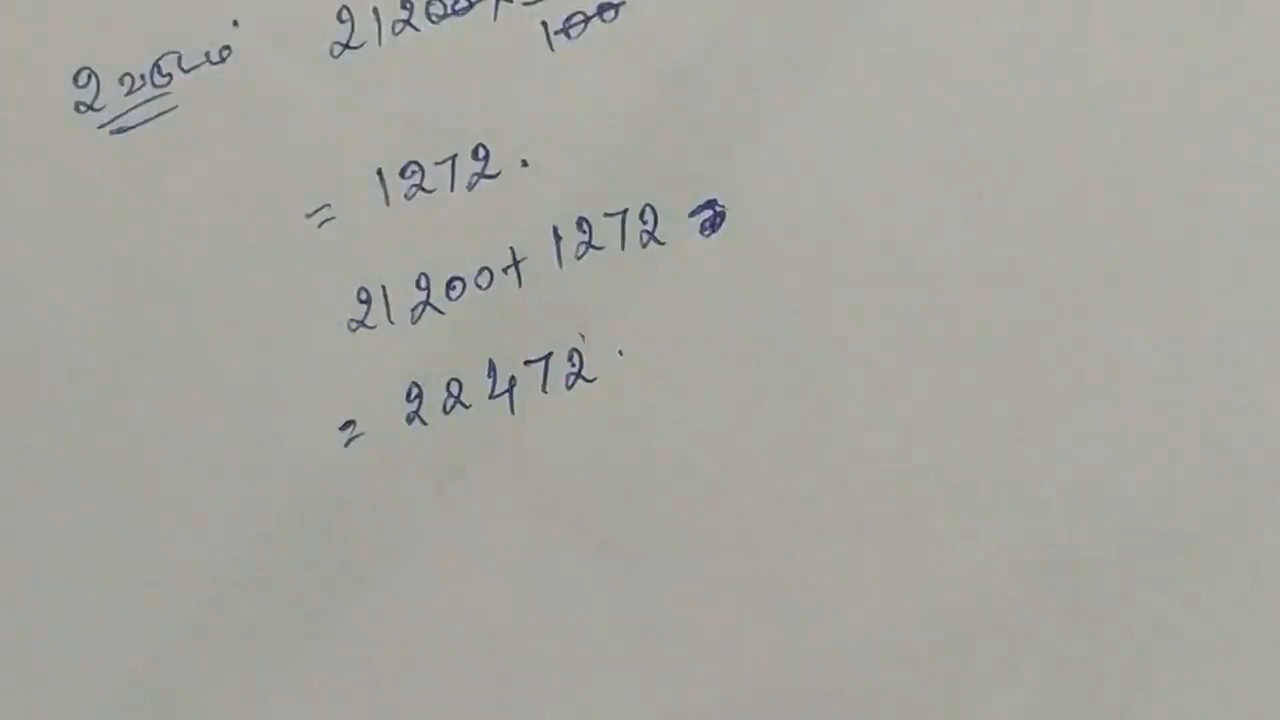 2 வருடம் 21200 ×
100
= 1272.
21200 + 1272
= 22472.